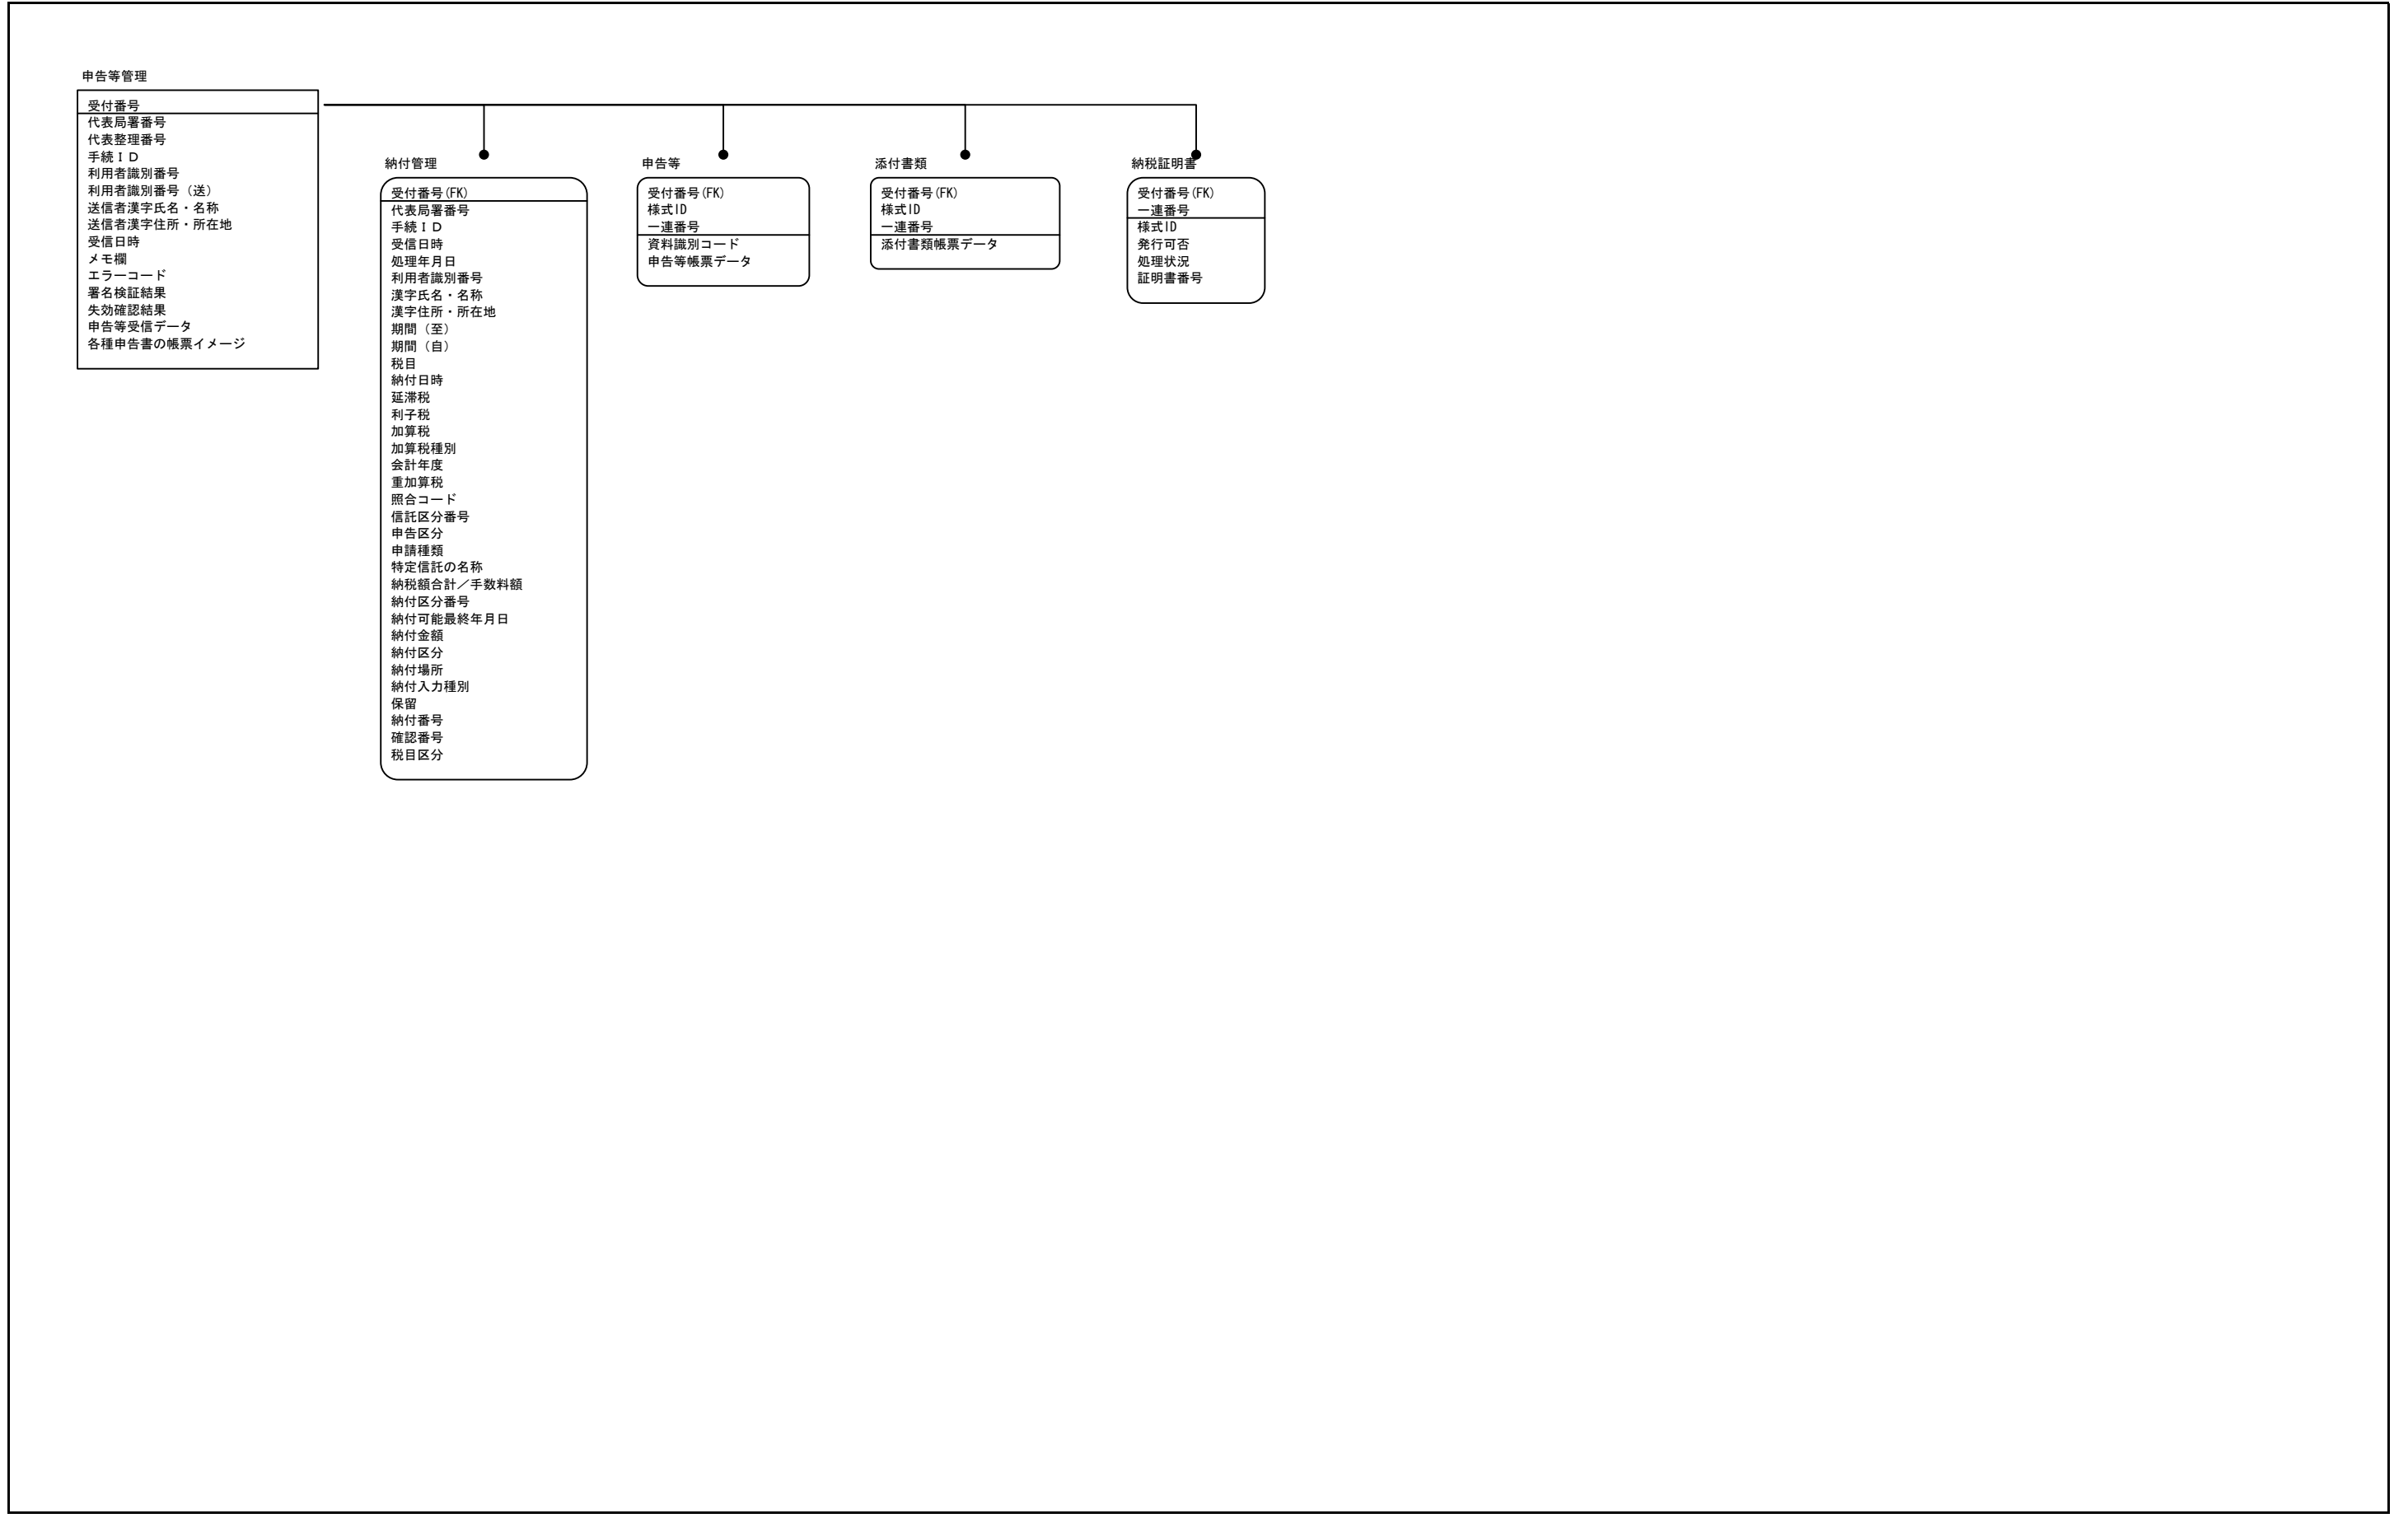 申告等管理
受付番号
代表局署番号
代表整理番号
手続ＩＤ
利用者識別番号
利用者識別番号（送）
送信者漢字氏名・名称
送信者漢字住所・所在地
受信日時
メモ欄
エラーコード
署名検証結果
失効確認結果
申告等受信データ
各種申告書の帳票イメージ
納付管理
受付番号(FK)
代表局署番号
手続ＩＤ
受信日時
処理年月日
利用者識別番号
漢字氏名・名称
漢字住所・所在地
期間（至）
期間（自）
税目
納付日時
延滞税
利子税
加算税
加算税種別
会計年度
重加算税
照合コード
信託区分番号
申告区分
申請種類
特定信託の名称
納税額合計／手数料額
納付区分番号
納付可能最終年月日
納付金額
納付区分
納付場所
納付入力種別
保留
納付番号
確認番号
税目区分
申告等
受付番号(FK)
様式ID
一連番号
資料識別コード
申告等帳票データ
添付書類
受付番号(FK)
様式ID
一連番号
添付書類帳票データ
納税証明書
受付番号(FK)
一連番号
様式ID
発行可否
処理状況
証明書番号